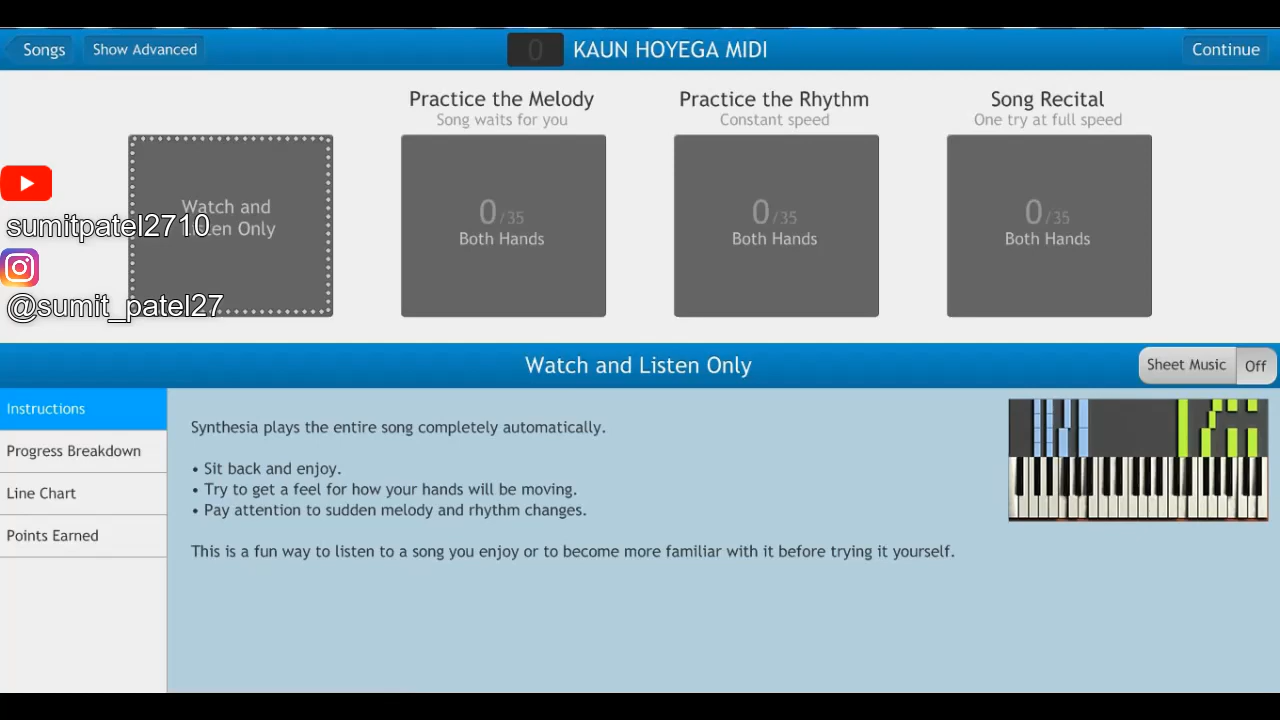 Songs
Show Advanced
0
KAUN HOYEGA MIDI
Continue
Practice the Melody
Song waits for you
Practice the Rhythm
Constant speed
Song Recital
One try at full speed
Watch and
sumitpatel2710
@sumit_patel27
0/35
Both Hands
0/35
Both Hands
0/35
Both Hands
Watch and Listen Only
Sheet Music
Off
Instructions
Progress Breakdown
Line Chart
Points Earned
Synthesia plays the entire song completely automatically.
• Sit back and enjoy.
• Try to get a feel for how your hands will be moving.
• Pay attention to sudden melody and rhythm changes.
This is a fun way to listen to a song you enjoy or to become more familiar with it before trying it yourself.